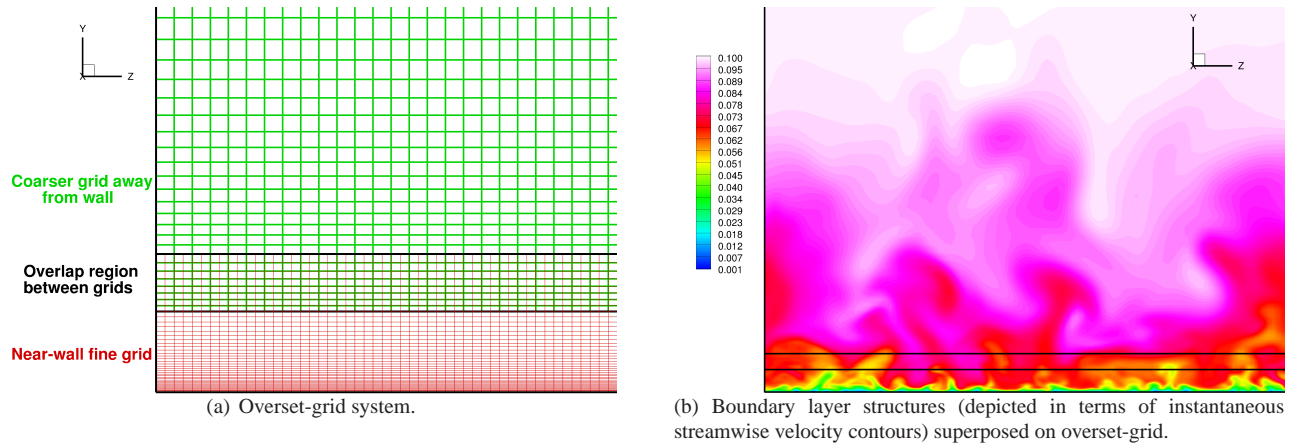 Y
X
Z
Coarser grid away
from wall
Overlap region
between grids
Near-wall fine grid
(a) Overset-grid system.
Y
X
Z
0.100
0.095
0.089
0.084
0.078
0.073
0.067
0.062
0.056
0.051
0.045
0.040
0.034
0.029
0.023
0.018
0.012
0.007
0.001
(b) Boundary layer structures (depicted in terms of instantaneous
streamwise velocity contours) superposed on overset-grid.